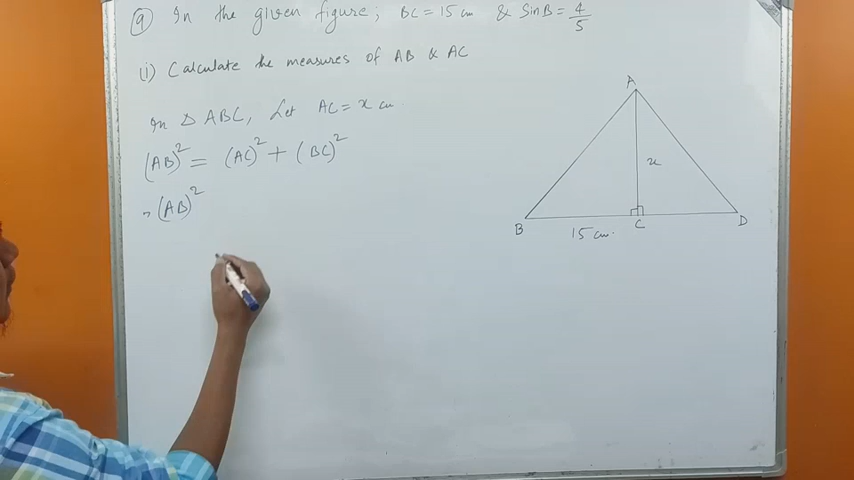 9 In the given figure; BC = 15 cm & Sin B = 4/5
(i) Calculate the measures of AB & AC
In △ ABC, Let AC = x cm.
(AB)² = (AC)² + (BC)²
(AB)²
A
x
B
C
D
15 cm.